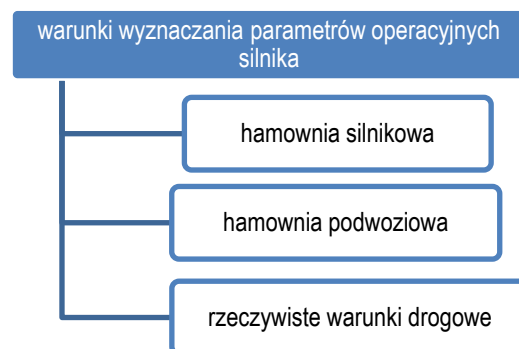 warunki wyznaczania parametrów operacyjnych
silnika
hamownia silnikowa
hamownia podwoziowa
rzeczywiste warunki drogowe